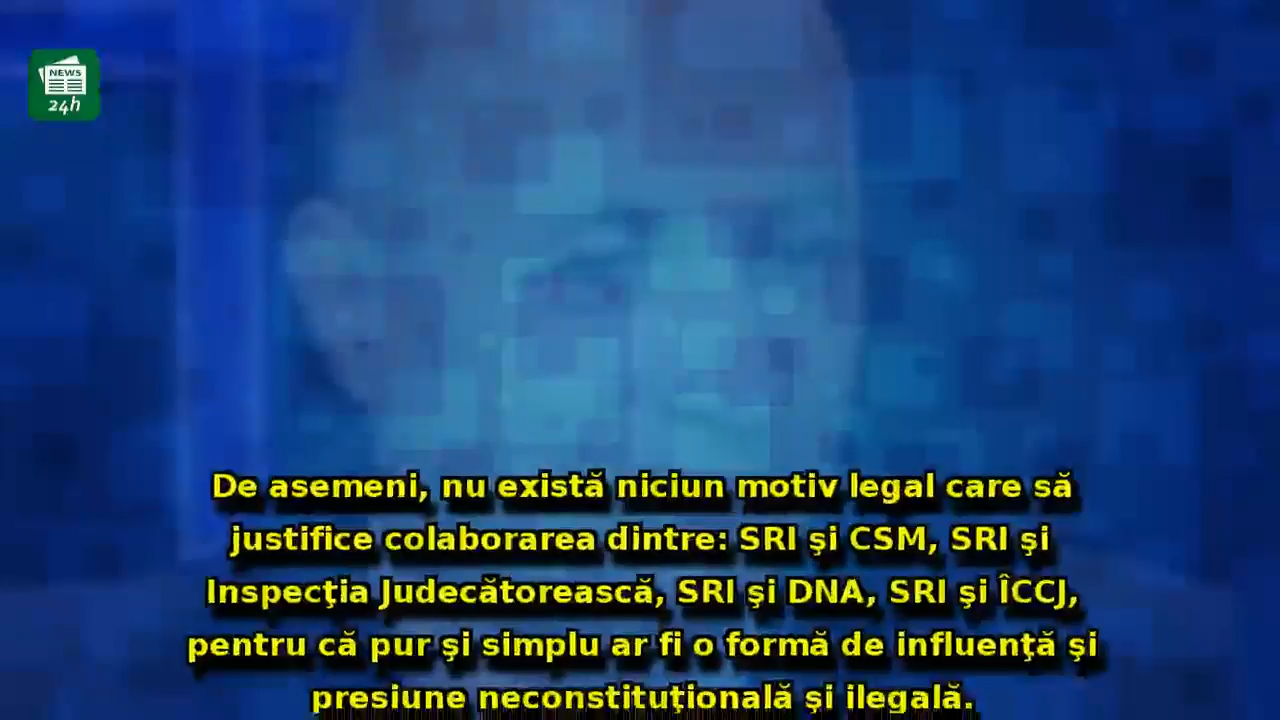 NEWS
24h
De asemeni, nu există niciun motiv legal care să
justifice colaborarea dintre: SRI şi CSM, SRI şi
Inspecţia Judecătorească, SRI şi DNA, SRI şi ÎCCJ,
pentru că pur şi simplu ar fi o formă de influenţă şi
presiune neconstituţională şi ilegală.